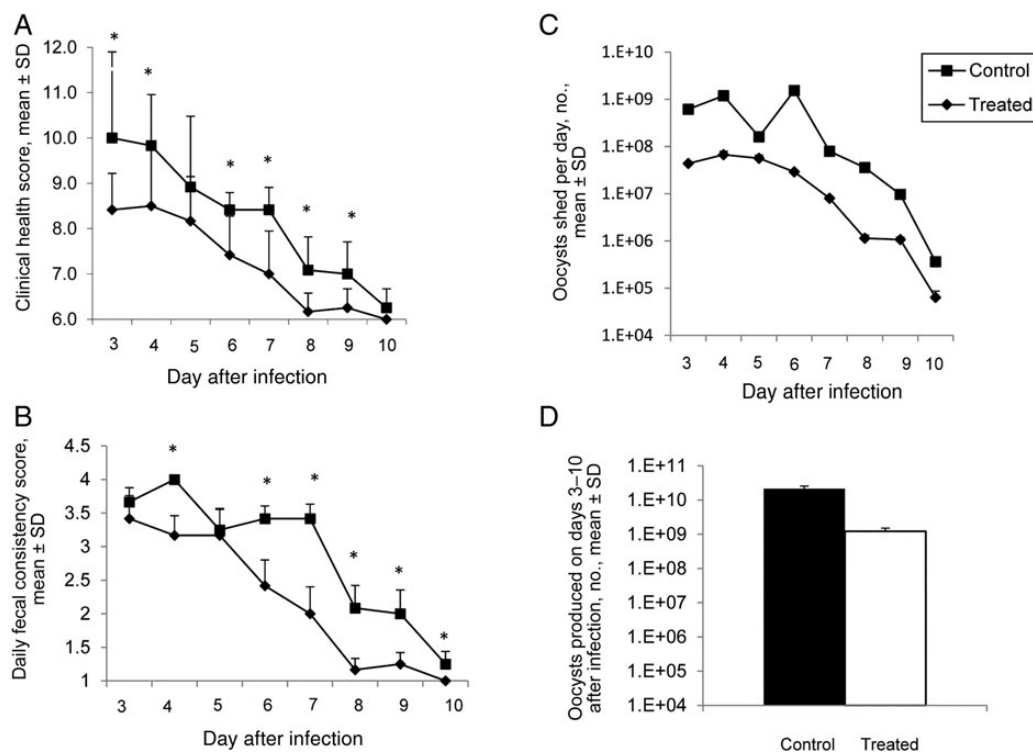 A
Clinical health score, mean ± SD
12.0
11.0
10.0
9.0
8.0
7.0
6.0
* * * * * *
3 4 5 6 7 8 9 10
Day after infection
B
Daily fecal consistency score,
mean ± SD
4.5
4
3.5
3
2.5
2
1.5
1
* * * * * *
3 4 5 6 7 8 9 10
Day after infection
C
Oocysts shed per day, no.,
mean ± SD
1.E+10
1.E+09
1.E+08
1.E+07
1.E+06
1.E+05
1.E+04
3 4 5 6 7 8 9 10
Day after infection
Control
Treated
D
Oocysts produced on days 3–10
after infection, no., mean ± SD
1.E+11
1.E+10
1.E+09
1.E+08
1.E+07
1.E+06
1.E+05
1.E+04
Control Treated